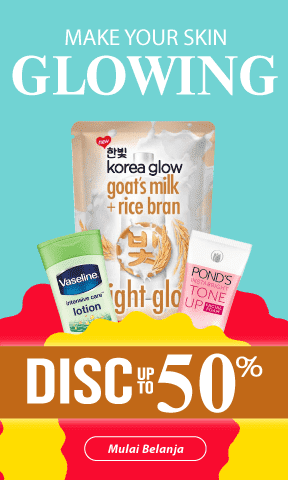 MAKE YOUR SKIN
GLOWING
new
한빛
korea glow
goat's milk
+ rice bran
빛
ight-glo
Vaseline
intensive care
lotion
POND'S
TONE
UP
DISC UP TO 50%
Mulai Belanja